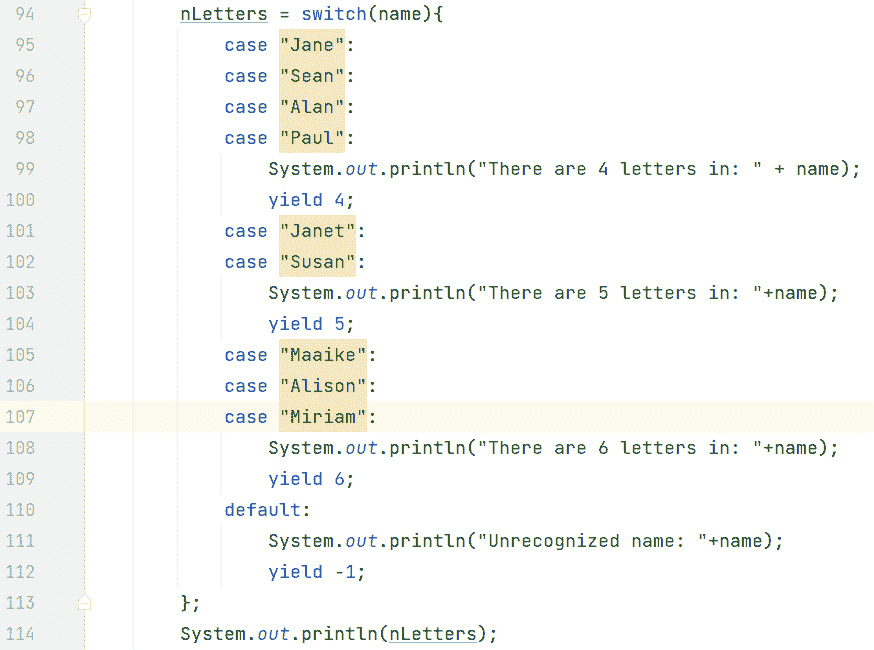 94 nLetters = switch(name){
95 case "Jane":
96 case "Sean":
97 case "Alan":
98 case "Paul":
99 System.out.println("There are 4 letters in: " + name);
100 yield 4;
101 case "Janet":
102 case "Susan":
103 System.out.println("There are 5 letters in: "+name);
104 yield 5;
105 case "Maaike":
106 case "Alison":
107 case "Miriam":
108 System.out.println("There are 6 letters in: "+name);
109 yield 6;
110 default:
111 System.out.println("Unrecognized name: "+name);
112 yield -1;
113 };
114 System.out.println(nLetters);